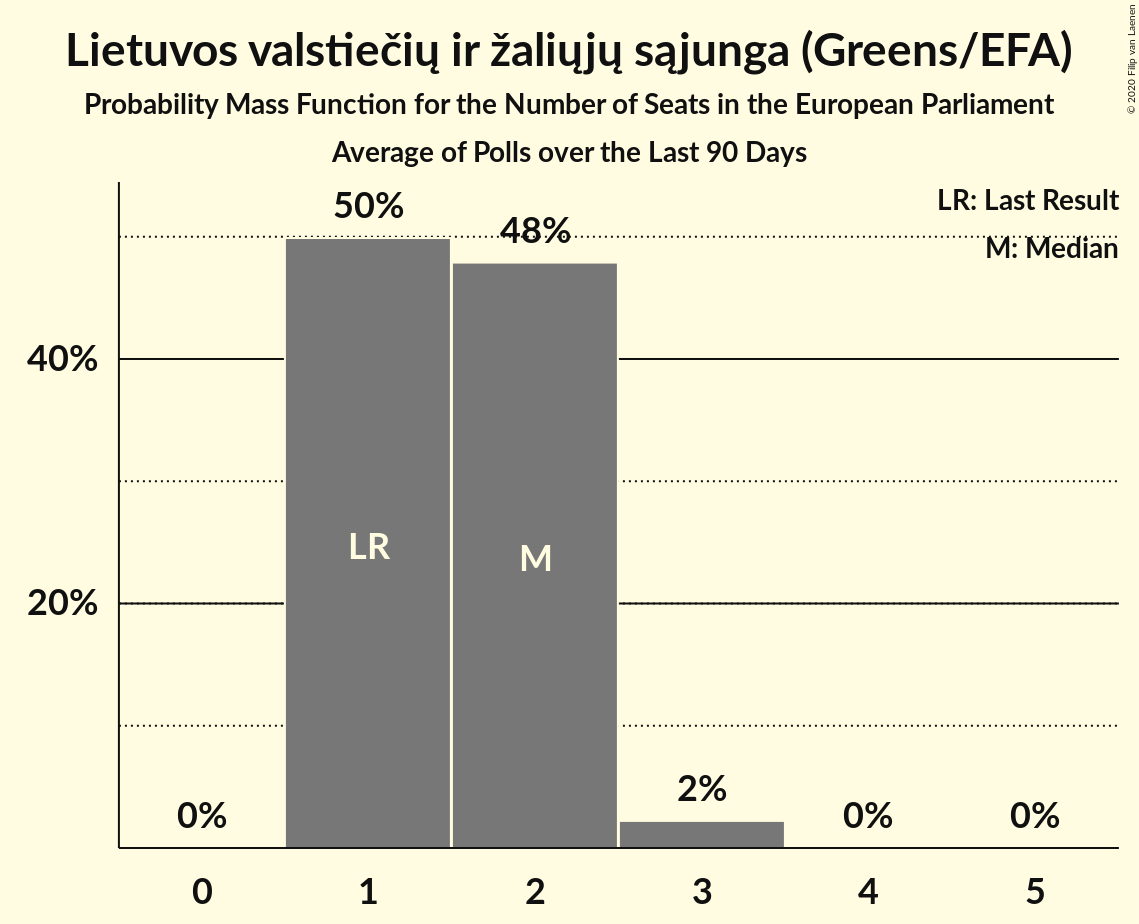 Lietuvos valstiečių ir žaliųjų sąjunga (Greens/EFA)
Probability Mass Function for the Number of Seats in the European Parliament
Average of Polls over the Last 90 Days
© 2020 Filip van Laenen
LR: Last Result
M: Median
50%
48%
40%
LR
M
20%
0%
2%
0%
0%
0 1 2 3 4 5